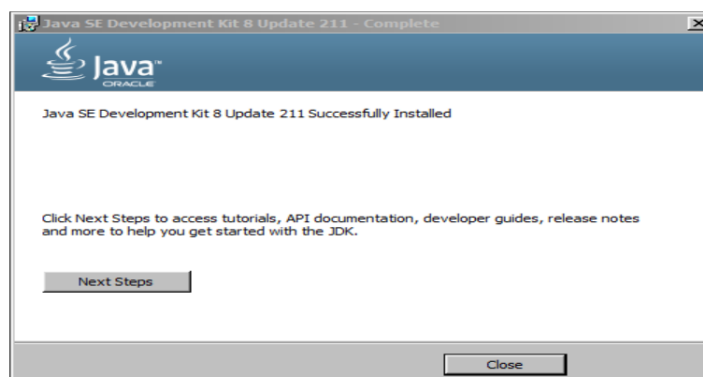 Java SE Development Kit 8 Update 211 - Complete
Java™
ORACLE
Java SE Development Kit 8 Update 211 Successfully Installed
Click Next Steps to access tutorials, API documentation, developer guides, release notes
and more to help you get started with the JDK.
Next Steps
Close